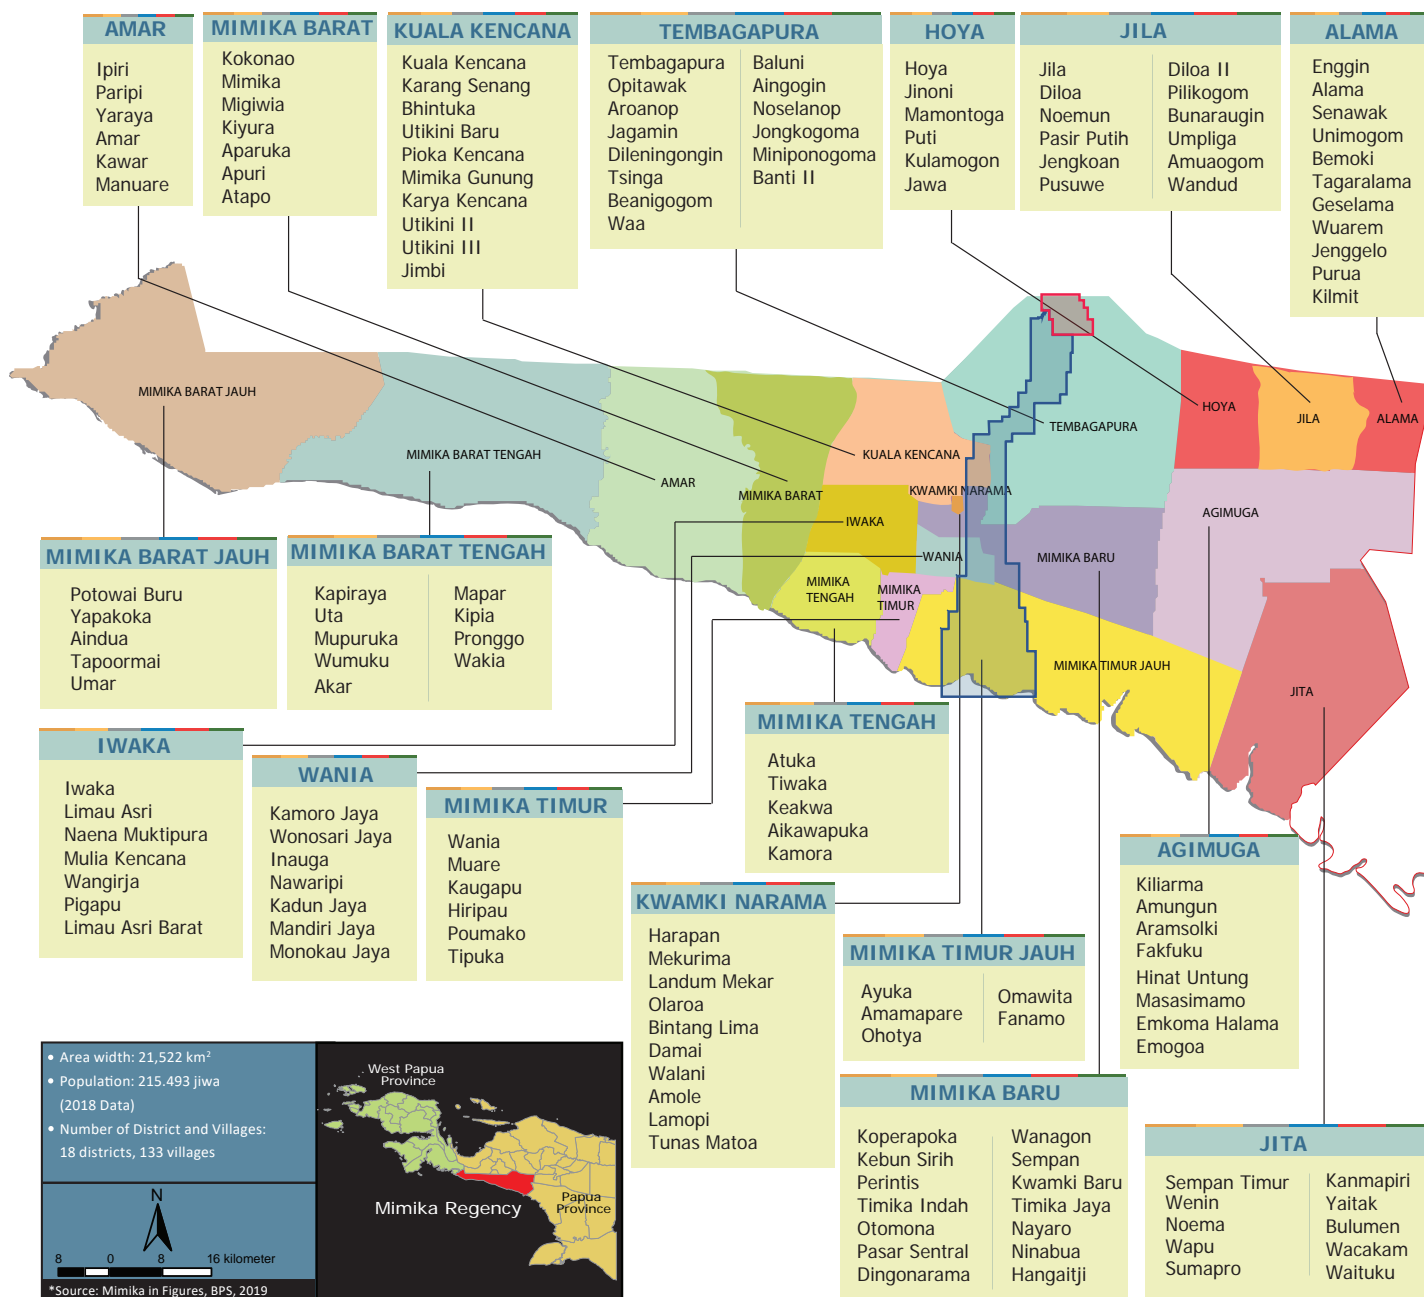 AMAR
Ipiri
Paripi
Yaraya
Amar
Kawar
Manuare
MIMIKA BARAT
Kokonao
Mimika
Migiwia
Kiyura
Aparuka
Apuri
Atapo
KUALA KENCANA
Kuala Kencana
Karang Senang
Bhintuka
Utikini Baru
Pioka Kencana
Mimika Gunung
Karya Kencana
Utikini II
Utikini III
Jimbi
TEMBAGAPURA
Tembagapura
Opitawak
Aroanop
Jagamin
Dileningongin
Tsinga
Beanigogom
Waa
Baluni
Aingogin
Noselanop
Jongkogoma
Miniponogoma
Banti II
HOYA
Hoya
Jinoni
Mamontoga
Puti
Kulamogon
Jawa
JILA
Jila
Diloa
Noemun
Pasir Putih
Jengkoan
Pusuwe
Diloa II
Pilikogom
Bunaraugin
Umpliga
Amuaogom
Wandud
ALAMA
Enggin
Alama
Senawak
Unimogom
Bemoki
Tagaralama
Geselama
Wuarem
Jenggelo
Purua
Kilmit
MIMIKA BARAT JAUH
MIMIKA BARAT TENGAH
AMAR
MIMIKA BARAT
KUALA KENCANA
KWAMKI NARAMA
IWAKA
WANIA
MIMIKA
TENGAH
MIMIKA
TIMUR
TEMBAGAPURA
HOYA
JILA
ALAMA
AGIMUGA
MIMIKA BARU
MIMIKA TIMUR JAUH
JITA
MIMIKA BARAT JAUH
Potowai Buru
Yapakoka
Aindua
Tapoormai
Umar
MIMIKA BARAT TENGAH
Kapiraya
Uta
Mupuruka
Wumuku
Akar
Mapar
Kipia
Pronggo
Wakia
IWAKA
Iwaka
Limau Asri
Naena Muktipura
Mulia Kencana
Wangirja
Pigapu
Limau Asri Barat
WANIA
Kamoro Jaya
Wonosari Jaya
Inauga
Nawaripi
Kadun Jaya
Mandiri Jaya
Monokau Jaya
MIMIKA TIMUR
Wania
Muare
Kaugapu
Hiripau
Poumako
Tipuka
MIMIKA TENGAH
Atuka
Tiwaka
Keakwa
Aikawapuka
Kamora
KWAMKI NARAMA
Harapan
Mekurima
Landum Mekar
Olaroa
Bintang Lima
Damai
Walani
Amole
Lamopi
Tunas Matoa
MIMIKA TIMUR JAUH
Ayuka
Amamapare
Ohotya
Omawita
Fanamo
AGIMUGA
Kiliarma
Amungun
Aramsolki
Fakfuku
Hinat Untung
Masasimamo
Emkoma Halama
Emogoa
MIMIKA BARU
Koperapoka
Kebun Sirih
Perintis
Timika Indah
Otomona
Pasar Sentral
Dingonarama
Wanagon
Sempan
Kwamki Baru
Timika Jaya
Nayaro
Ninabua
Hangaitji
JITA
Sempan Timur
Wenin
Noema
Wapu
Sumapro
Kanmapiri
Yaitak
Bulumen
Wacakam
Waituku
• Area width: 21,522 km²
• Population: 215.493 jiwa
(2018 Data)
• Number of District and Villages:
18 districts, 133 villages
N
8 0 8 16 kilometer
*Source: Mimika in Figures, BPS, 2019
West Papua
Province
Mimika Regency
Papua
Province